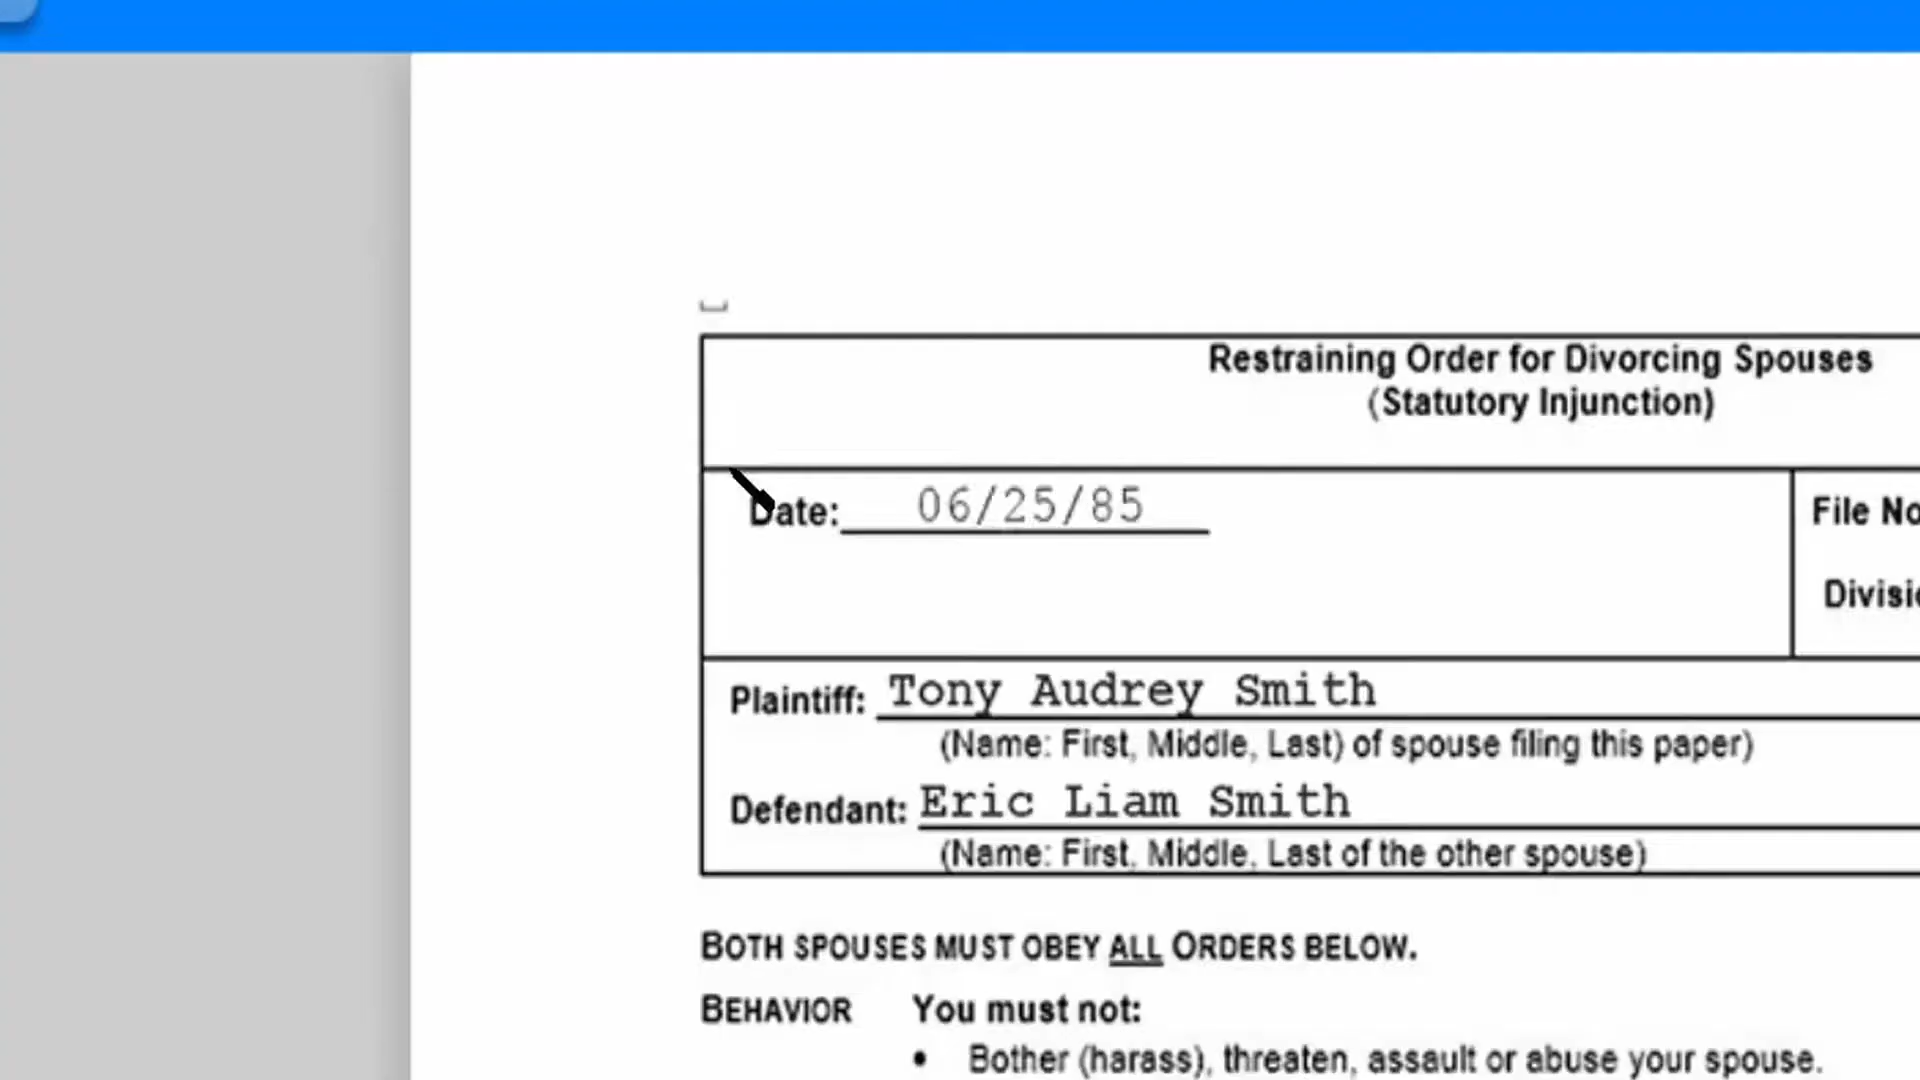 Restraining Order for Divorcing Spouses
(Statutory Injunction)
Date: 06/25/85
File No
Plaintiff: Tony Audrey Smith
(Name: First, Middle, Last) of spouse filing this paper)
Defendant: Eric Liam Smith
(Name: First, Middle, Last of the other spouse)
BOTH SPOUSES MUST OBEY ALL ORDERS BELOW.
BEHAVIOR You must not:
• Bother (harass), threaten, assault or abuse your spouse.